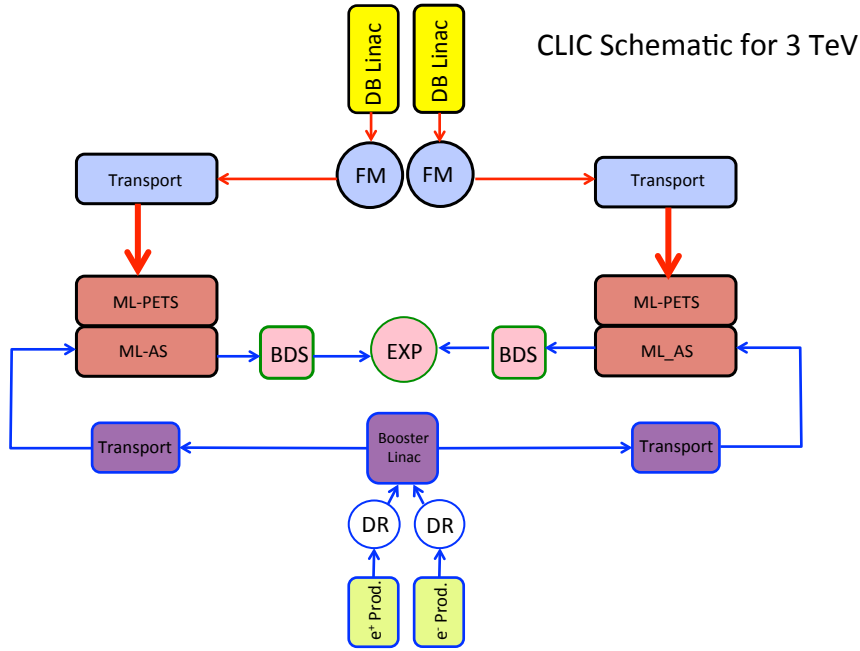 CLIC Schematic for 3 TeV
DB Linac
DB Linac
FM
FM
Transport
Transport
ML-PETS
ML-PETS
ML-AS
BDS
EXP
BDS
ML_AS
Transport
Booster
Linac
Transport
DR
DR
e⁺ Prod.
e⁻ Prod.